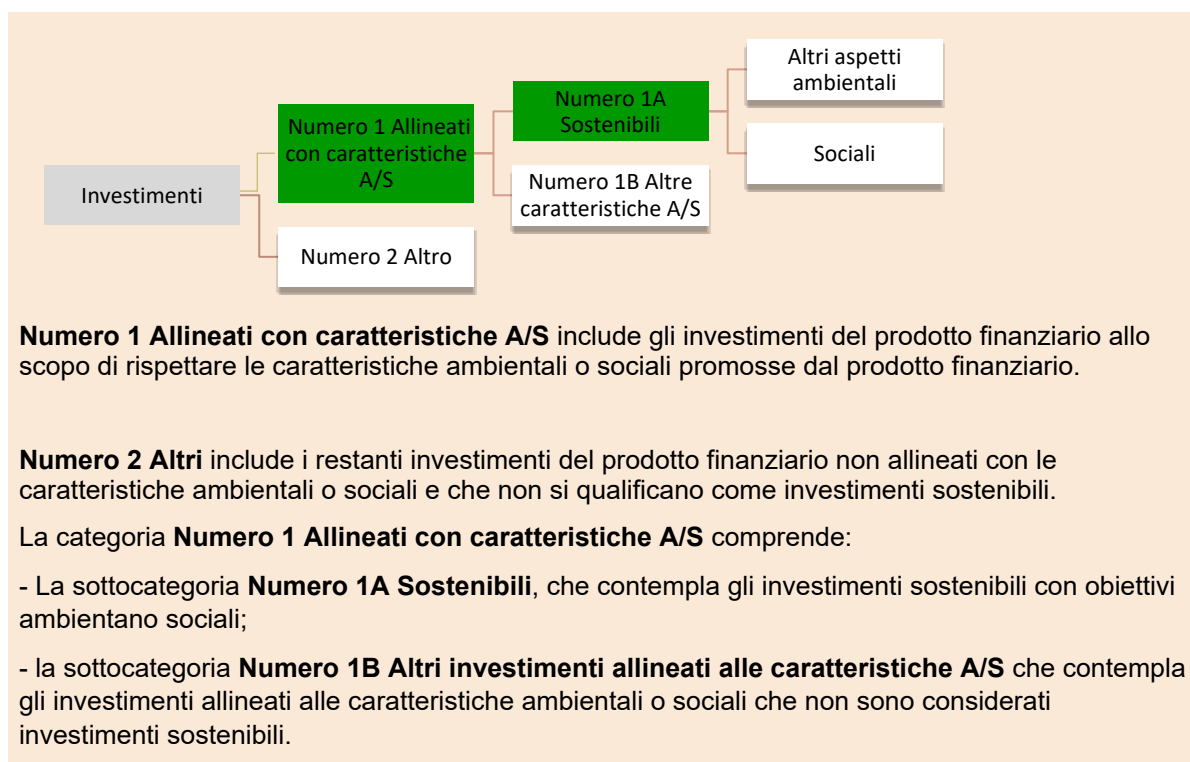 Altri aspetti
ambientali
Numero 1A
Sostenibili
Numero 1 Allineati
con caratteristiche
A/S
Sociali
Numero 1B Altre
caratteristiche A/S
Investimenti
Numero 2 Altro
Numero 1 Allineati con caratteristiche A/S include gli investimenti del prodotto finanziario allo
scopo di rispettare le caratteristiche ambientali o sociali promosse dal prodotto finanziario.
Numero 2 Altri include i restanti investimenti del prodotto finanziario non allineati con le
caratteristiche ambientali o sociali e che non si qualificano come investimenti sostenibili.
La categoria Numero 1 Allineati con caratteristiche A/S comprende:
- La sottocategoria Numero 1A Sostenibili, che contempla gli investimenti sostenibili con obiettivi
ambientano sociali;
- la sottocategoria Numero 1B Altri investimenti allineati alle caratteristiche A/S che contempla
gli investimenti allineati alle caratteristiche ambientali o sociali che non sono considerati
investimenti sostenibili.